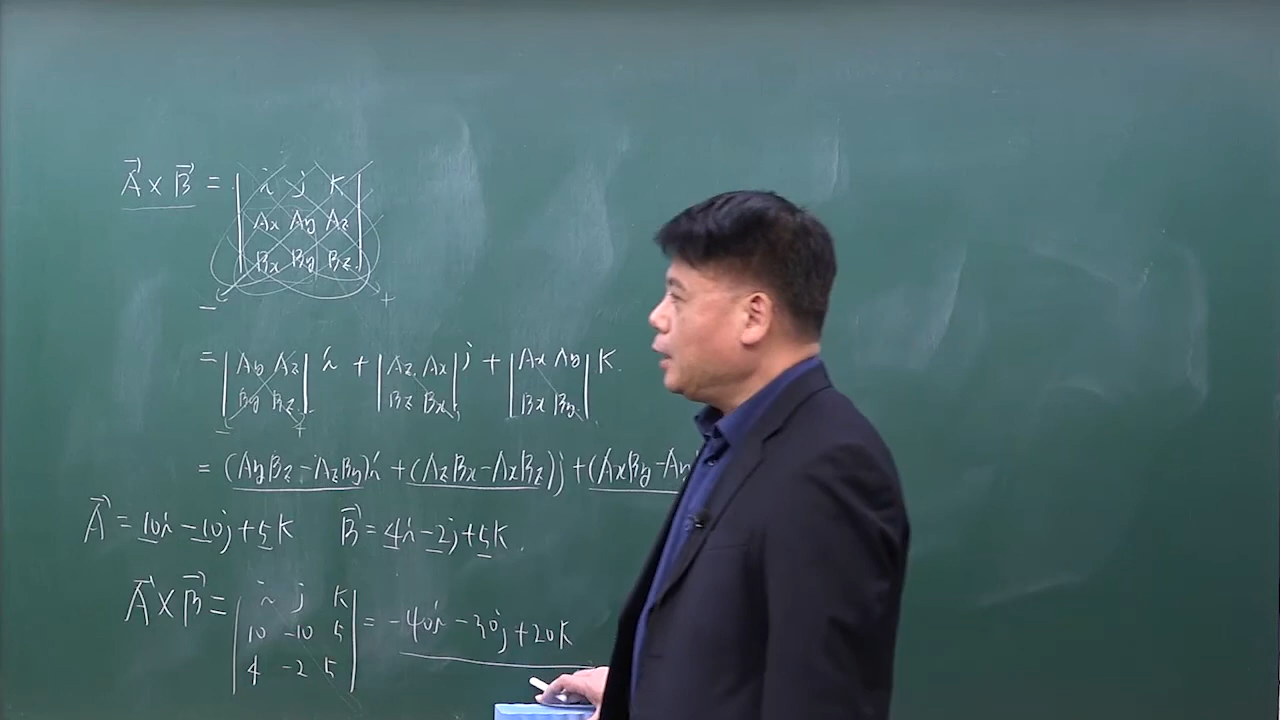 A⃗ × B⃗ = | i j k |
| Ax Ay Az |
| Bx By Bz |
− +
= | Ay Az | i + | Az Ax | j + | Ax Ay | k
| By Bz | | Bz Bx | | Bx By |
− +
= (AyBz − AzBy)i + (AzBx − AxBz)j + (AxBy − Ay
A⃗ = 10i − 10j + 5k B⃗ = 4i − 2j + 5k
A⃗ × B⃗ = | i j k | = −40i − 30j + 20k
| 10 −10 5 |
| 4 −2 5 |